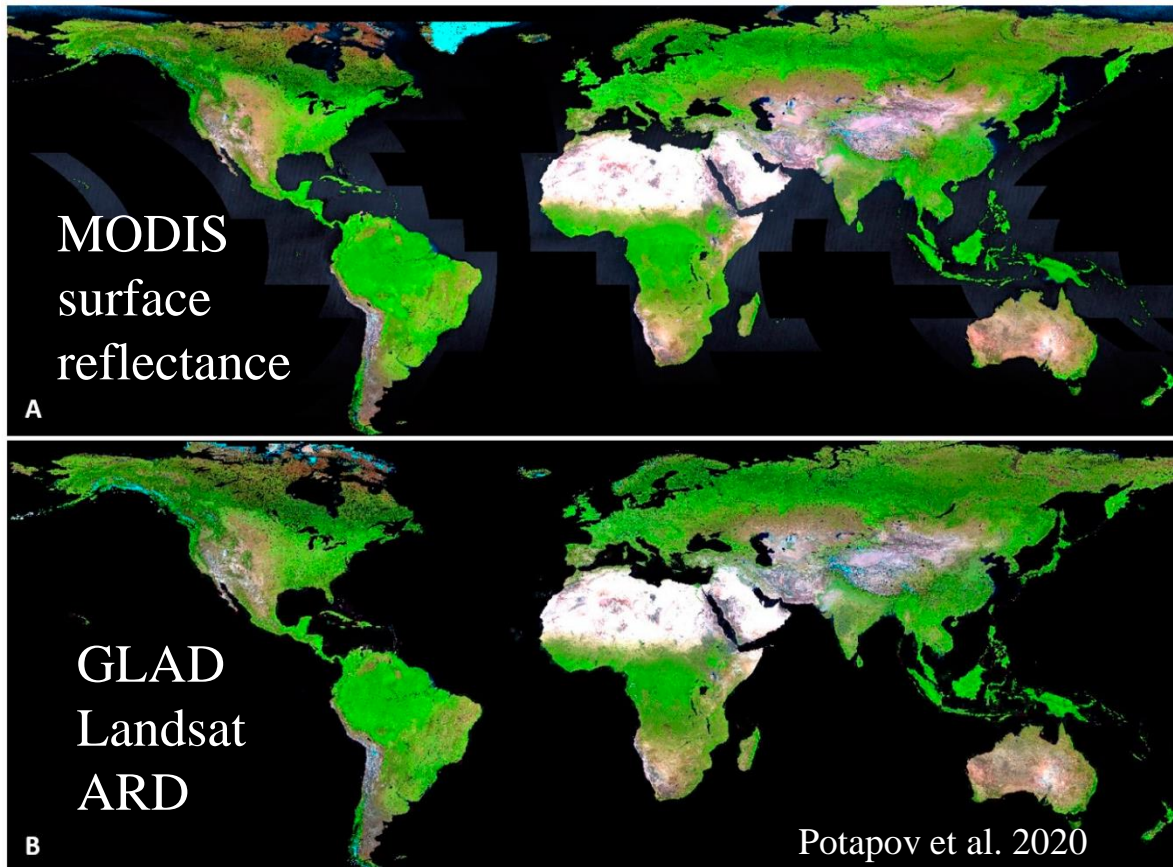 MODIS
surface
reflectance
A
GLAD
Landsat
ARD
B
Potapov et al. 2020